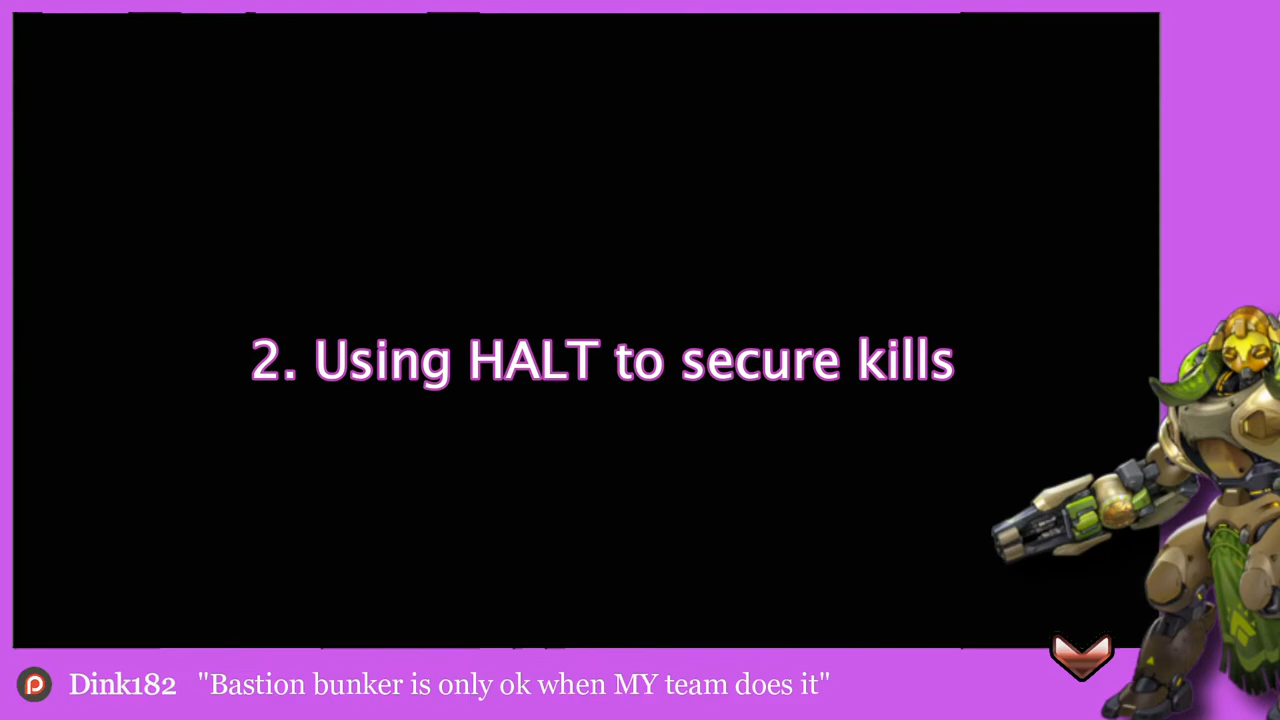 2. Using HALT to secure kills
Dink182 "Bastion bunker is only ok when MY team does it"